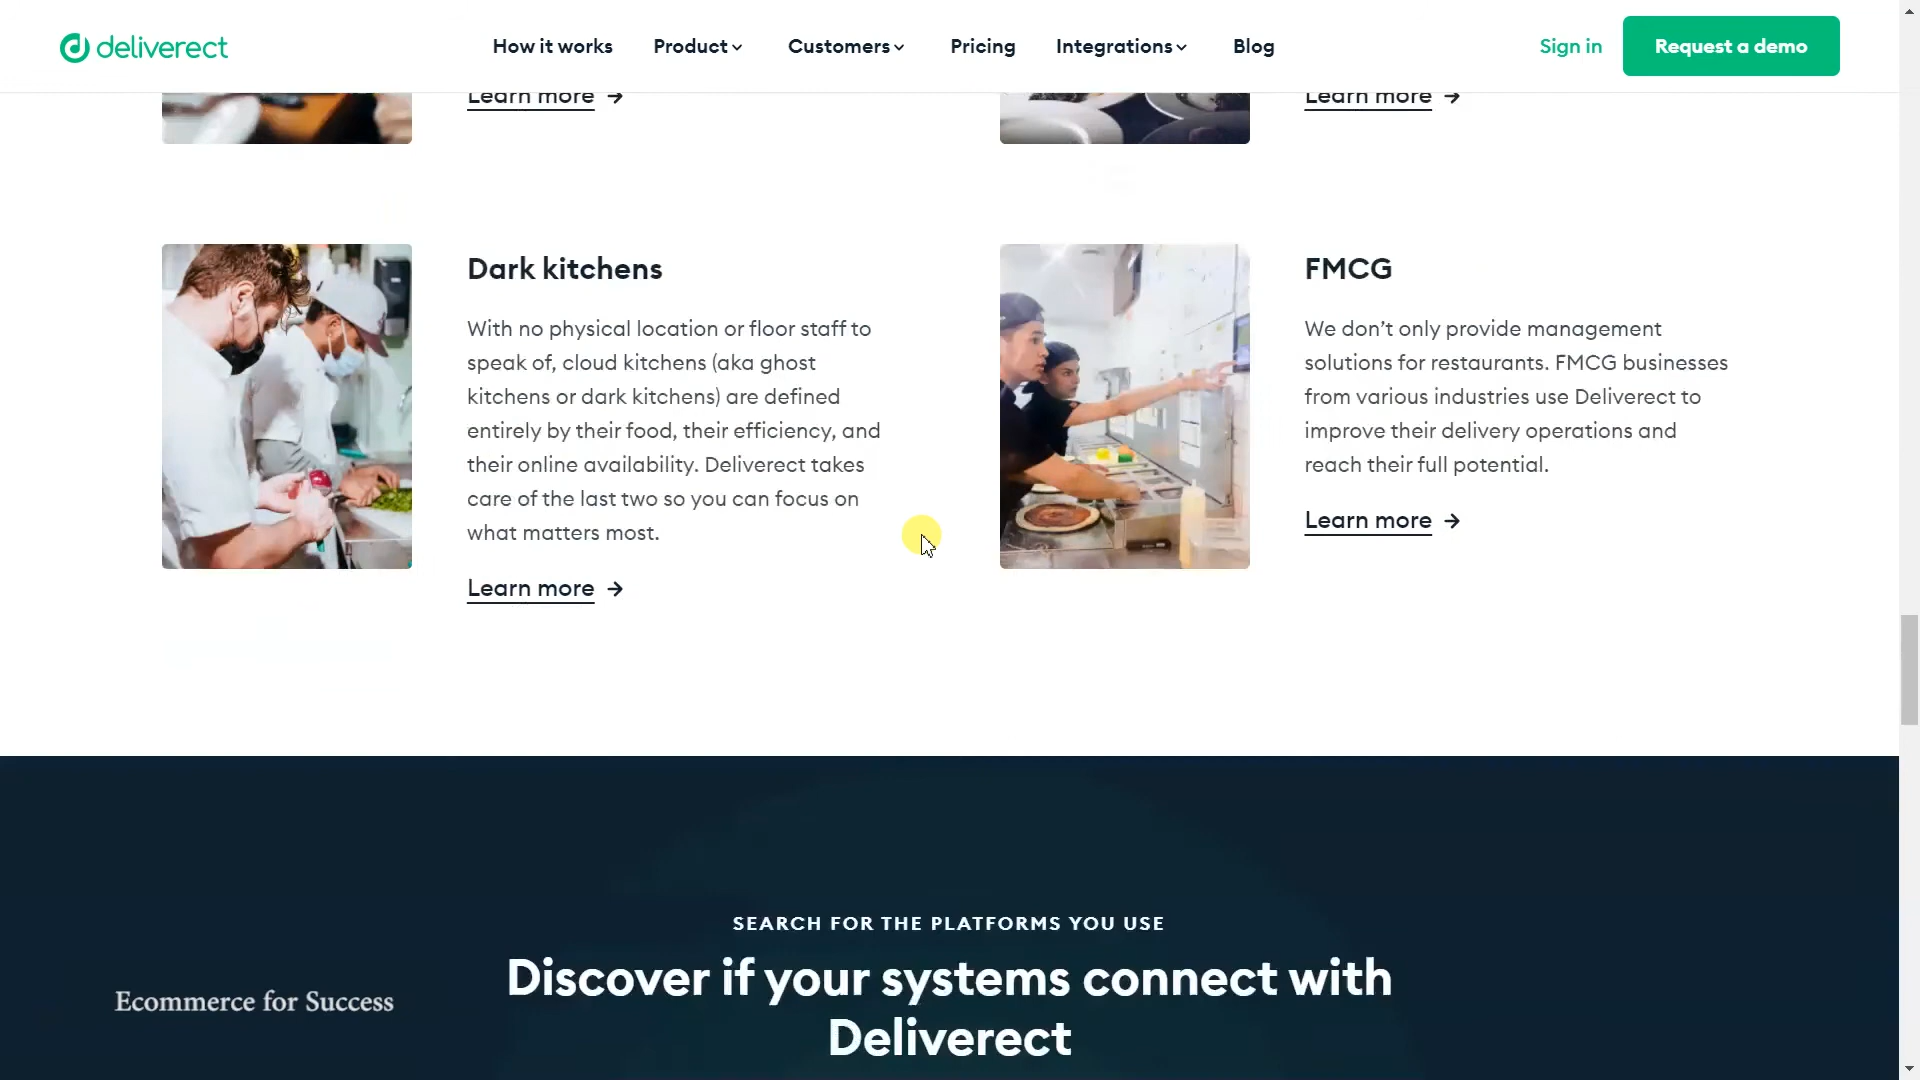 deliverect
How it works
Product
Customers
Pricing
Integrations
Blog
Sign in
Request a demo
Learn more
Learn more
Dark kitchens
With no physical location or floor staff to
speak of, cloud kitchens (aka ghost
kitchens or dark kitchens) are defined
entirely by their food, their efficiency, and
their online availability. Deliverect takes
care of the last two so you can focus on
what matters most.
Learn more
FMCG
We don’t only provide management
solutions for restaurants. FMCG businesses
from various industries use Deliverect to
improve their delivery operations and
reach their full potential.
Learn more
SEARCH FOR THE PLATFORMS YOU USE
Discover if your systems connect with
Deliverect
Ecommerce for Success